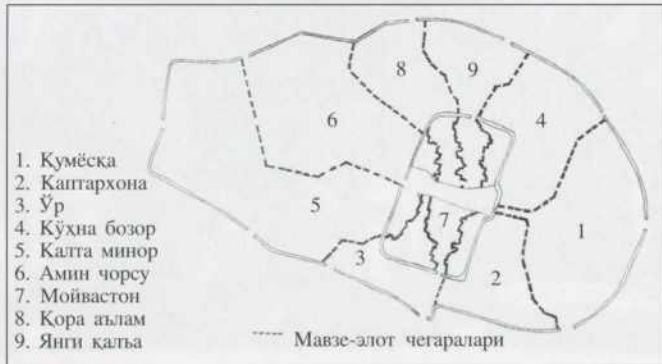 8
9
4
6
5
7
3
2
1
1. Қумёсқа
2. Каптархона
3. Ўр
4. Кўҳна бозор
5. Қалта минор
6. Амин чорсу
7. Мойвастон
8. Қора аълам
9. Янги қалъа
Мавзе-элот чегаралари